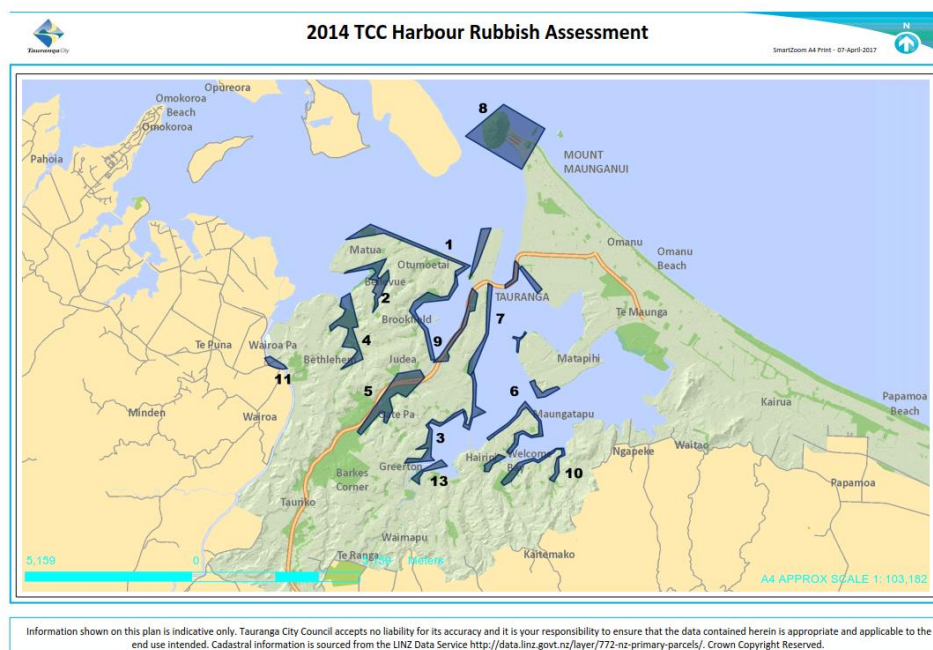 2014 TCC Harbour Rubbish Assessment
Tauranga City
SmartZoom A4 Print - 07-April-2017
N
Opureora
Omokoroa
Beach
Omokoroa
Pahoia
8
MOUNT
MAUNGANUI
Matua
1
Otumoetai
Omanu
Omanu
Beach
Bellevue
2
TAURANGA
Te Maunga
Brookfield
7
Te Puna
Wairoa Pa
4
9
Bethlehem
Judea
Matapihi
11
5
6
Papamoa
Beach
Kairua
Minden
Wairoa
Gate Pa
Maungatapu
3
Waitao
Ngapeke
Greerton
Hairini
Welcome
Bay
10
Barkes
Corner
13
Papamoa
Tauriko
Waimapu
Te Ranga
Kaitemako
5,159
0
Meters
A4 APPROX SCALE 1: 103,182
Information shown on this plan is indicative only. Tauranga City Council accepts no liability for its accuracy and it is your responsibility to ensure that the data contained herein is appropriate and applicable to the
end use intended. Cadastral information is sourced from the LINZ Data Service http://data.linz.govt.nz/layer/772-nz-primary-parcels/. Crown Copyright Reserved.